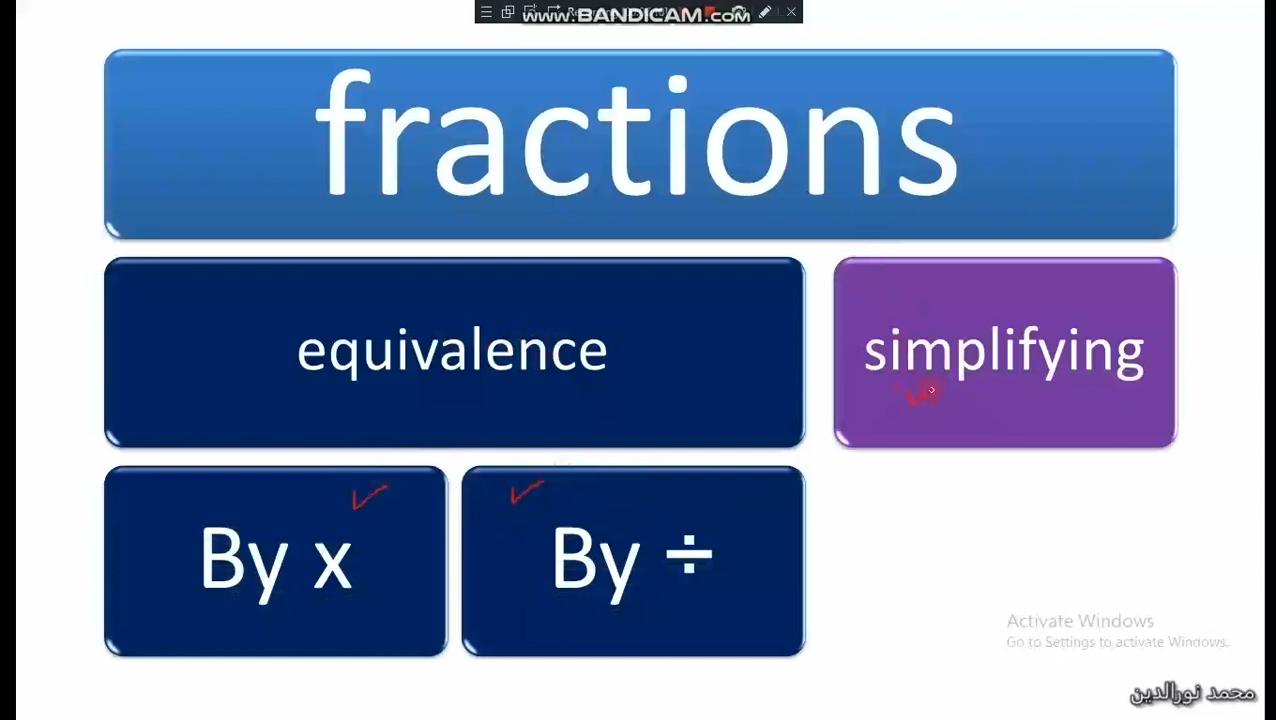 www.BANDICAM.com
fractions
equivalence
simplifying
By x
By ÷
Activate Windows
Go to Settings to activate Windows.
محمد نورالدين